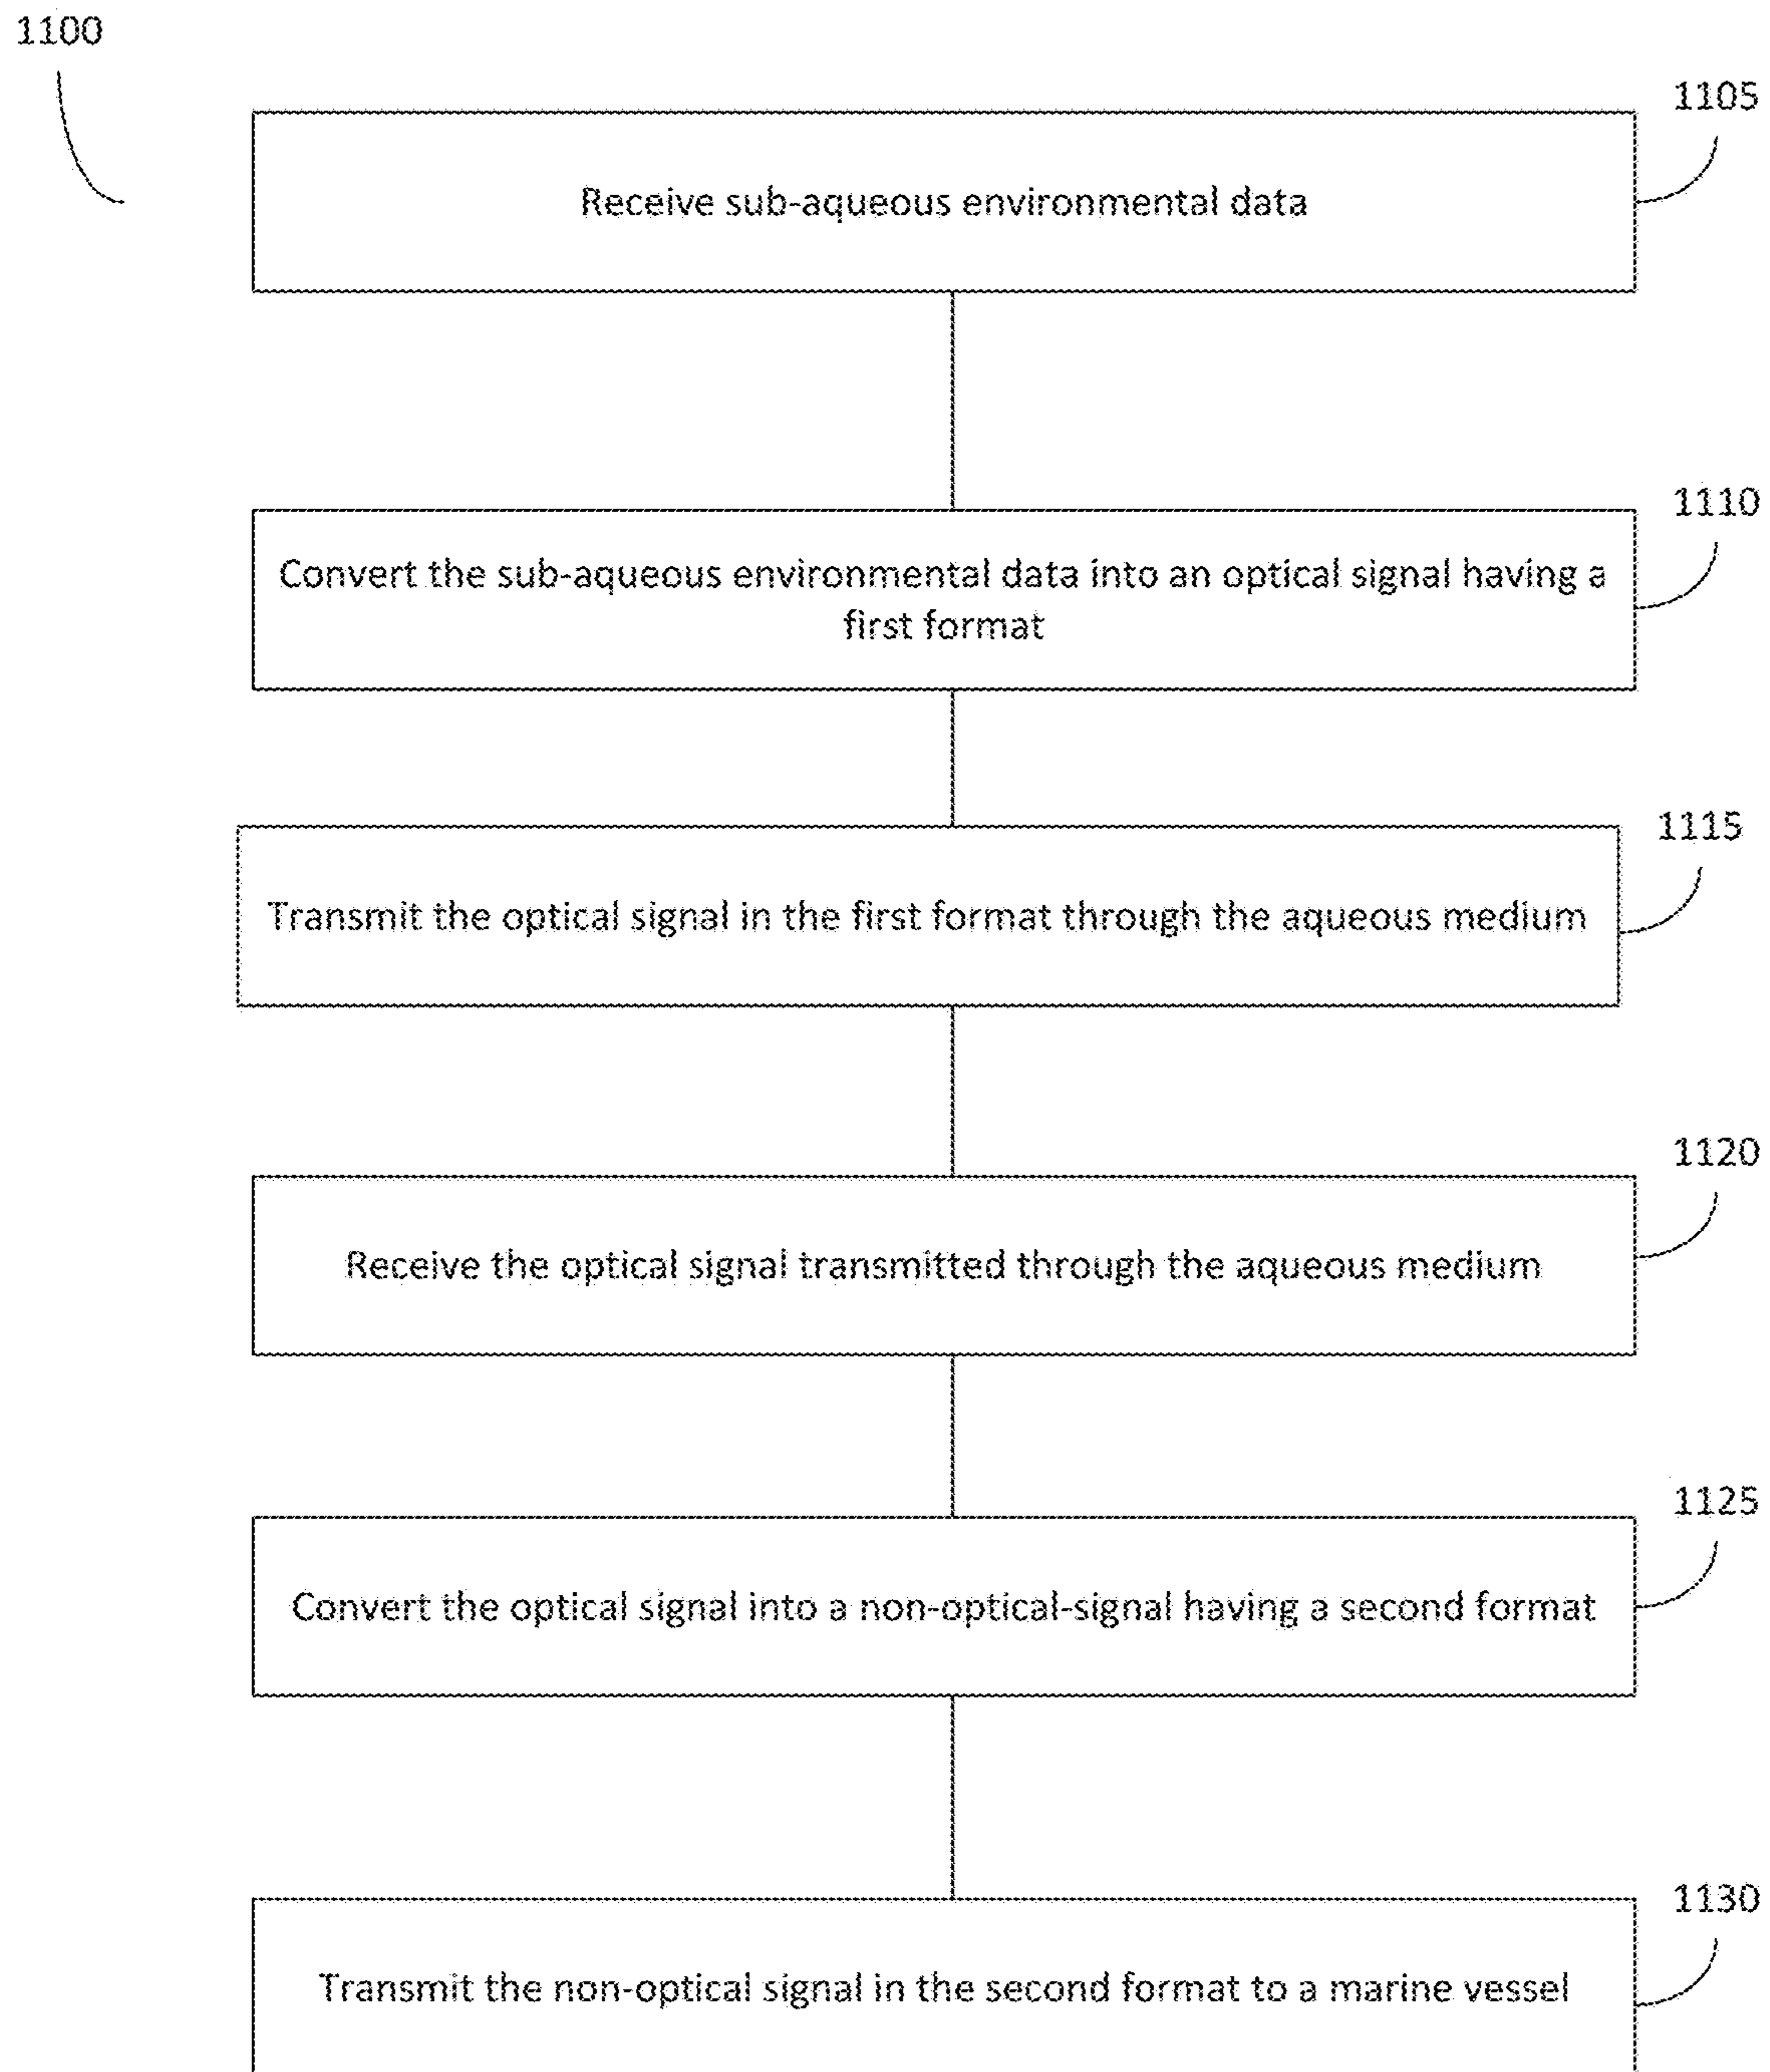 1100
1105
Receive sub-aqueous environmental data
1110
Convert the sub-aqueous environmental data into an optical signal having a
first format
1115
Transmit the optical signal in the first format through the aqueous medium
1120
Receive the optical signal transmitted through the aqueous medium
1125
Convert the optical signal into a non-optical-signal having a second format
1130
Transmit the non-optical signal in the second format to a marine vessel